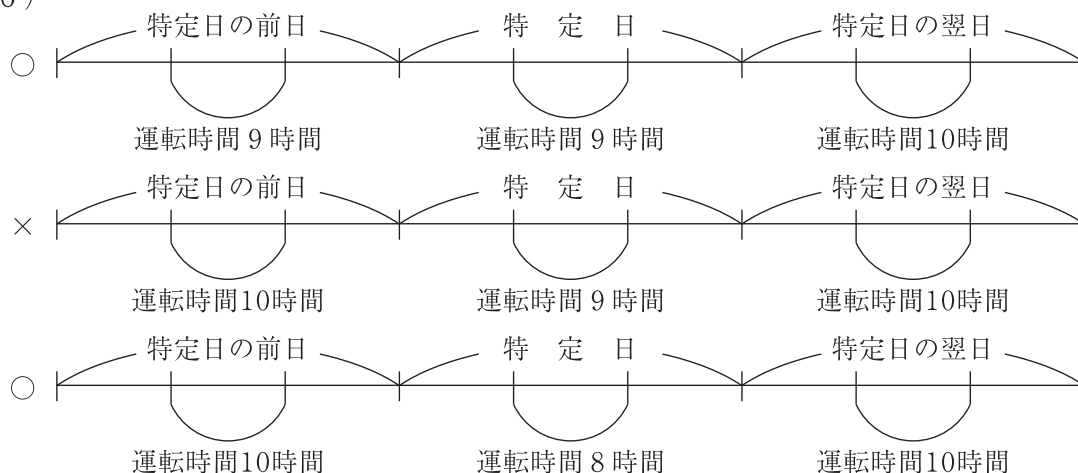 特定日の前日 特 定 日 特定日の翌日
○
運転時間9時間 運転時間9時間 運転時間10時間
特定日の前日 特 定 日 特定日の翌日
×
運転時間10時間 運転時間9時間 運転時間10時間
特定日の前日 特 定 日 特定日の翌日
○
運転時間10時間 運転時間8時間 運転時間10時間